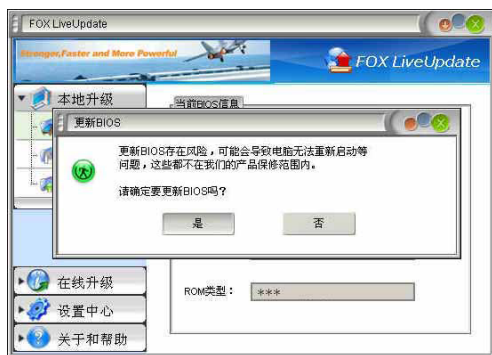 FOX LiveUpdate
Stronger,Faster and More Powerful
FOX LiveUpdate
本地升级
当前BIOS信息
更新BIOS
更新BIOS存在风险，可能会导致电脑无法重新启动等
问题，这些都不在我们的产品保修范围内。
请确定要更新BIOS吗？
是
否
在线升级
ROM类型：
***
设置中心
关于和帮助